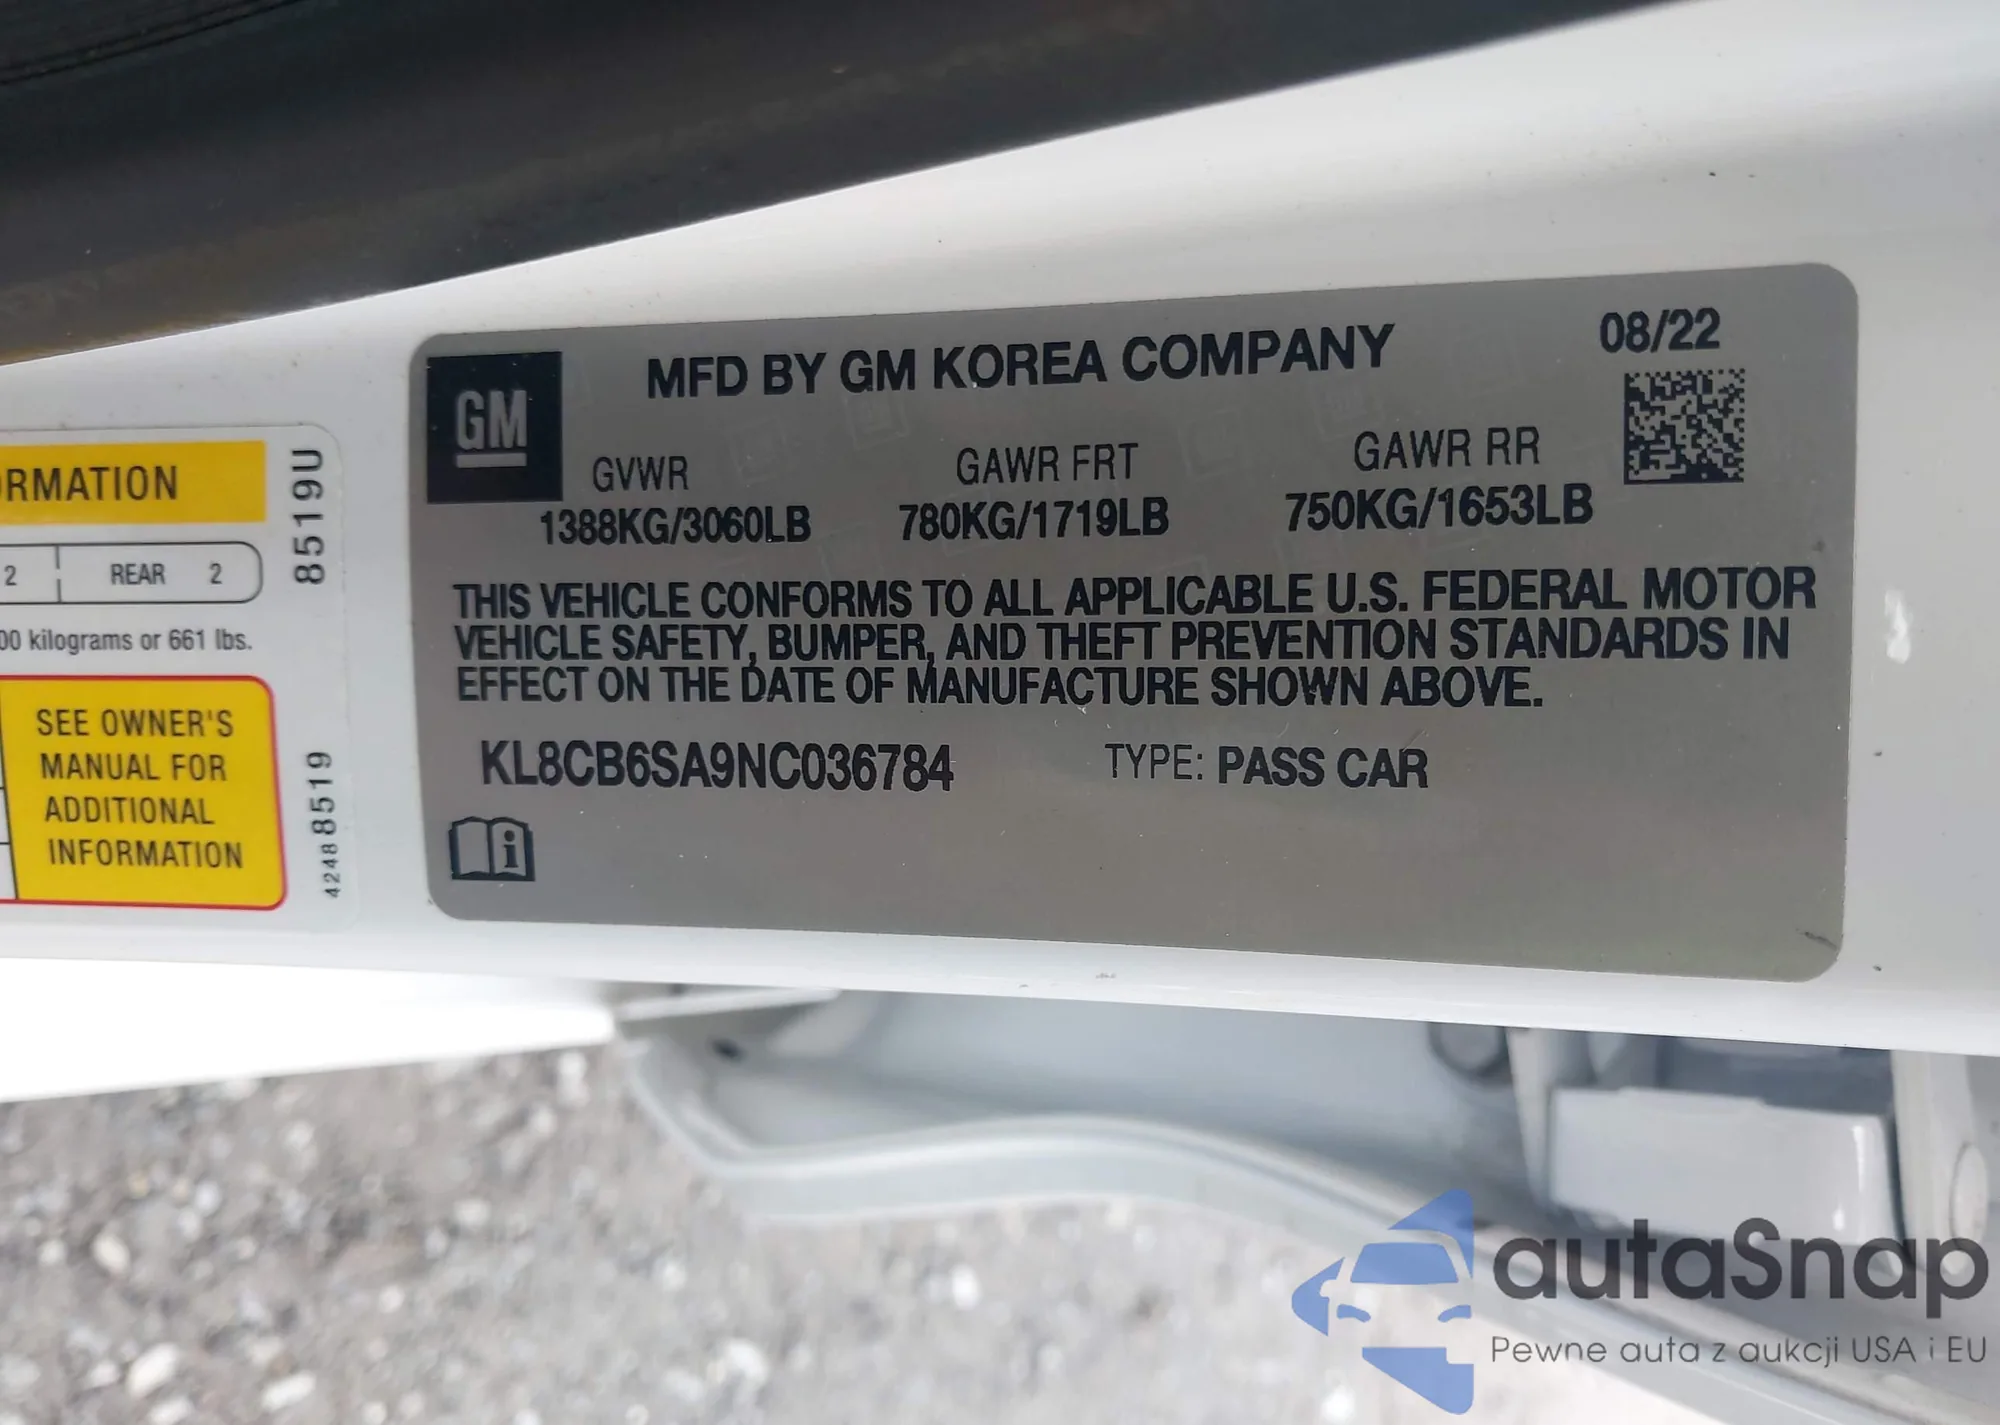 MFD BY GM KOREA COMPANY
08/22
GM
GVWR
GAWR FRT
GAWR RR
1388KG/3060LB
780KG/1719LB
750KG/1653LB
THIS VEHICLE CONFORMS TO ALL APPLICABLE U.S. FEDERAL MOTOR
VEHICLE SAFETY, BUMPER, AND THEFT PREVENTION STANDARDS IN
EFFECT ON THE DATE OF MANUFACTURE SHOWN ABOVE.
KL8CB6SA9NC036784
TYPE: PASS CAR
i
RMATION
8519U
2
REAR 2
00 kilograms or 661 lbs.
SEE OWNER'S
MANUAL FOR
ADDITIONAL
INFORMATION
42488519
autaSnap
Pewne auta z aukcji USA i EU